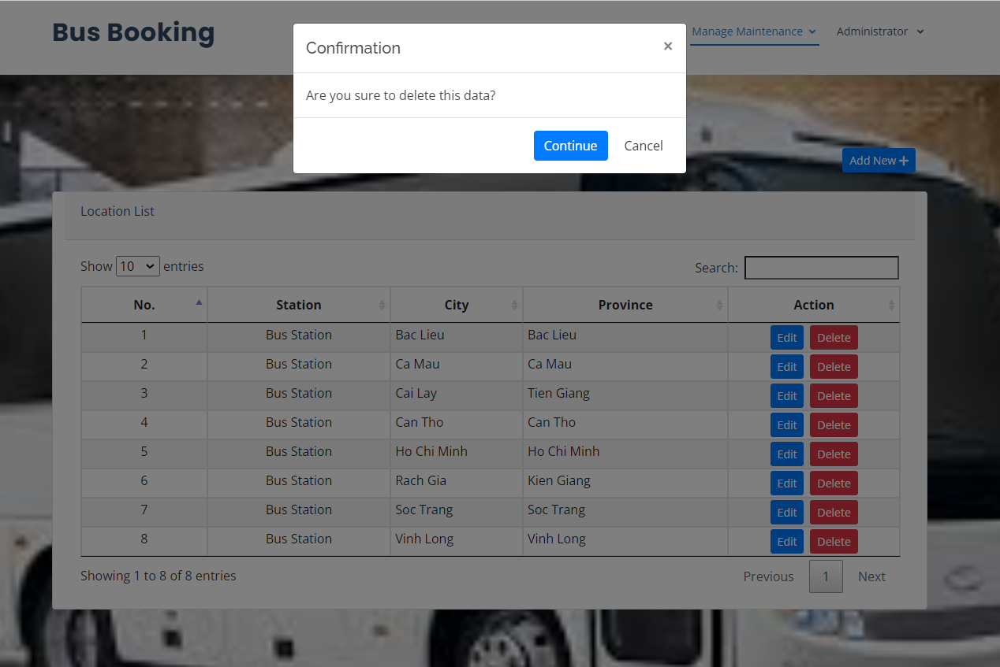 Bus Booking
Manage Maintenance
Administrator
Confirmation
×
Are you sure to delete this data?
Continue Cancel
Add New +
Location List
Show 10 entries
Search:
No. Station City Province Action
1 Bus Station Bac Lieu Bac Lieu Edit Delete
2 Bus Station Ca Mau Ca Mau Edit Delete
3 Bus Station Cai Lay Tien Giang Edit Delete
4 Bus Station Can Tho Can Tho Edit Delete
5 Bus Station Ho Chi Minh Ho Chi Minh Edit Delete
6 Bus Station Rach Gia Kien Giang Edit Delete
7 Bus Station Soc Trang Soc Trang Edit Delete
8 Bus Station Vinh Long Vinh Long Edit Delete
Showing 1 to 8 of 8 entries
Previous 1 Next